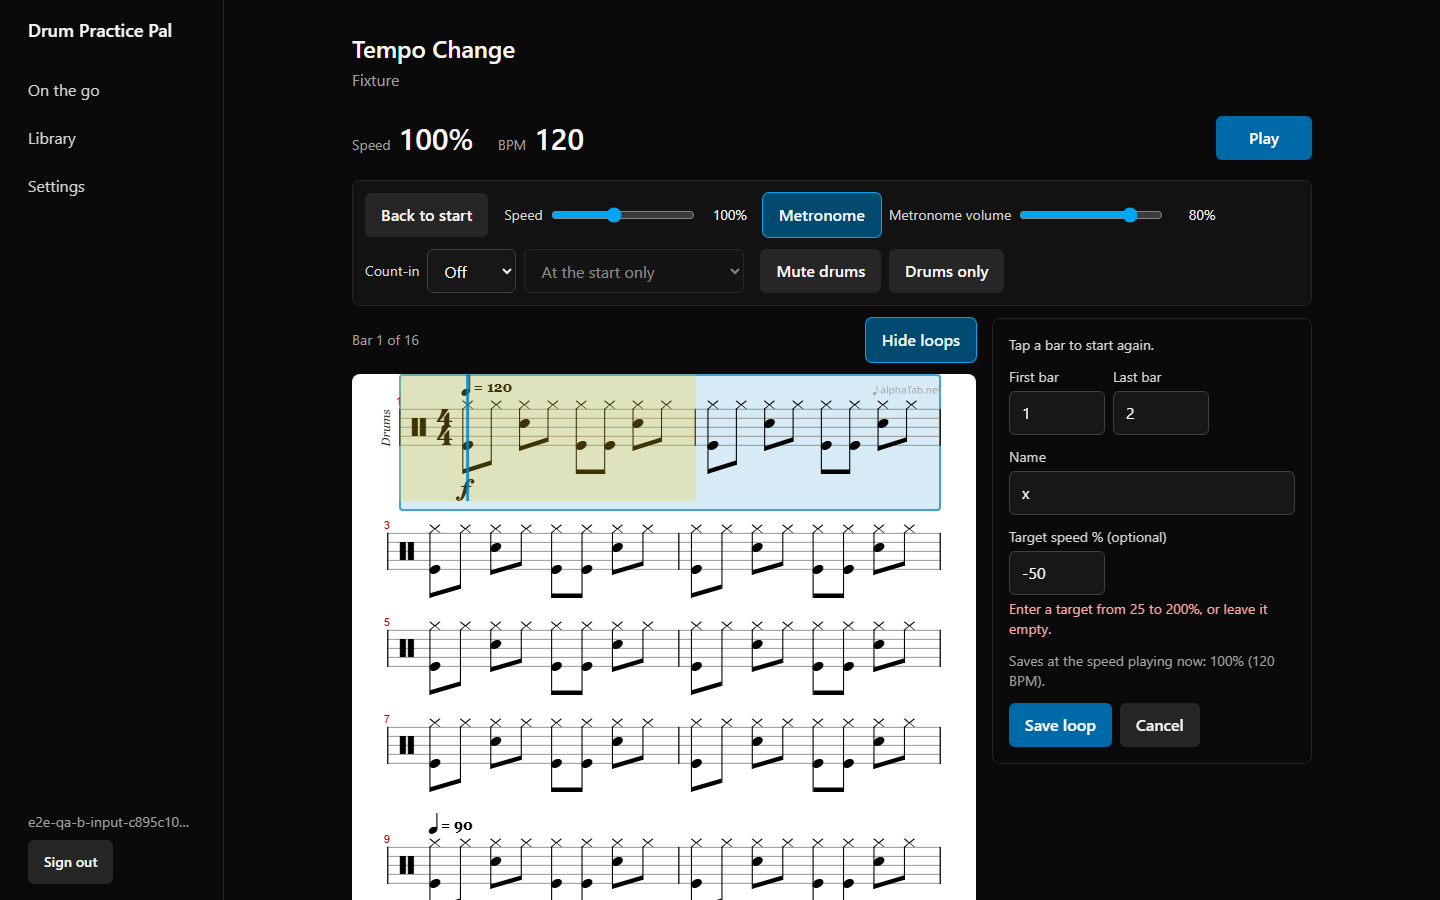 Drum Practice Pal
On the go
Library
Settings
e2e-qa-b-input-c895c10...
Sign out
Tempo Change
Fixture
Speed 100% BPM 120
Play
Back to start Speed 100% Metronome Metronome volume 80%
Count-in Off At the start only Mute drums Drums only
Bar 1 of 16
Hide loops
= 120
♪alphaTab.net
1
Drums
4
4
f
3
5
7
= 90
9
Tap a bar to start again.
First bar Last bar
1 2
Name
x
Target speed % (optional)
-50
Enter a target from 25 to 200%, or leave it
empty.
Saves at the speed playing now: 100% (120
BPM).
Save loop Cancel